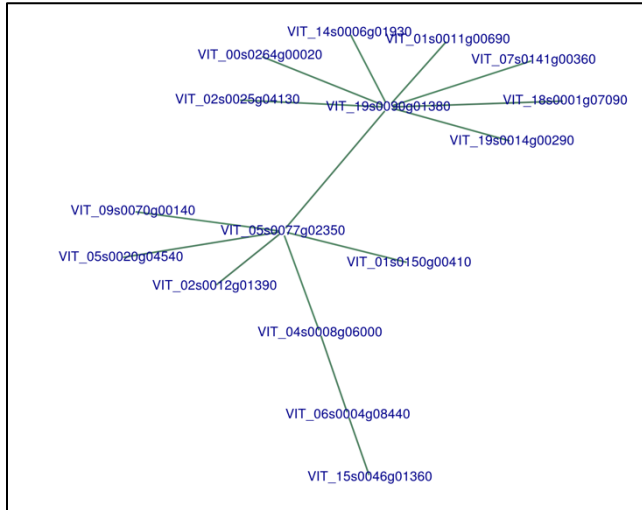 VIT_14s0006g01930
VIT_01s0011g00690
VIT_00s0264g00020
VIT_07s0141g00360
VIT_02s0025g04130
VIT_19s0090g01380
VIT_18s0001g07090
VIT_19s0014g00290
VIT_09s0070g00140
VIT_05s0077g02350
VIT_05s0020g04540
VIT_01s0150g00410
VIT_02s0012g01390
VIT_04s0008g06000
VIT_06s0004g08440
VIT_15s0046g01360